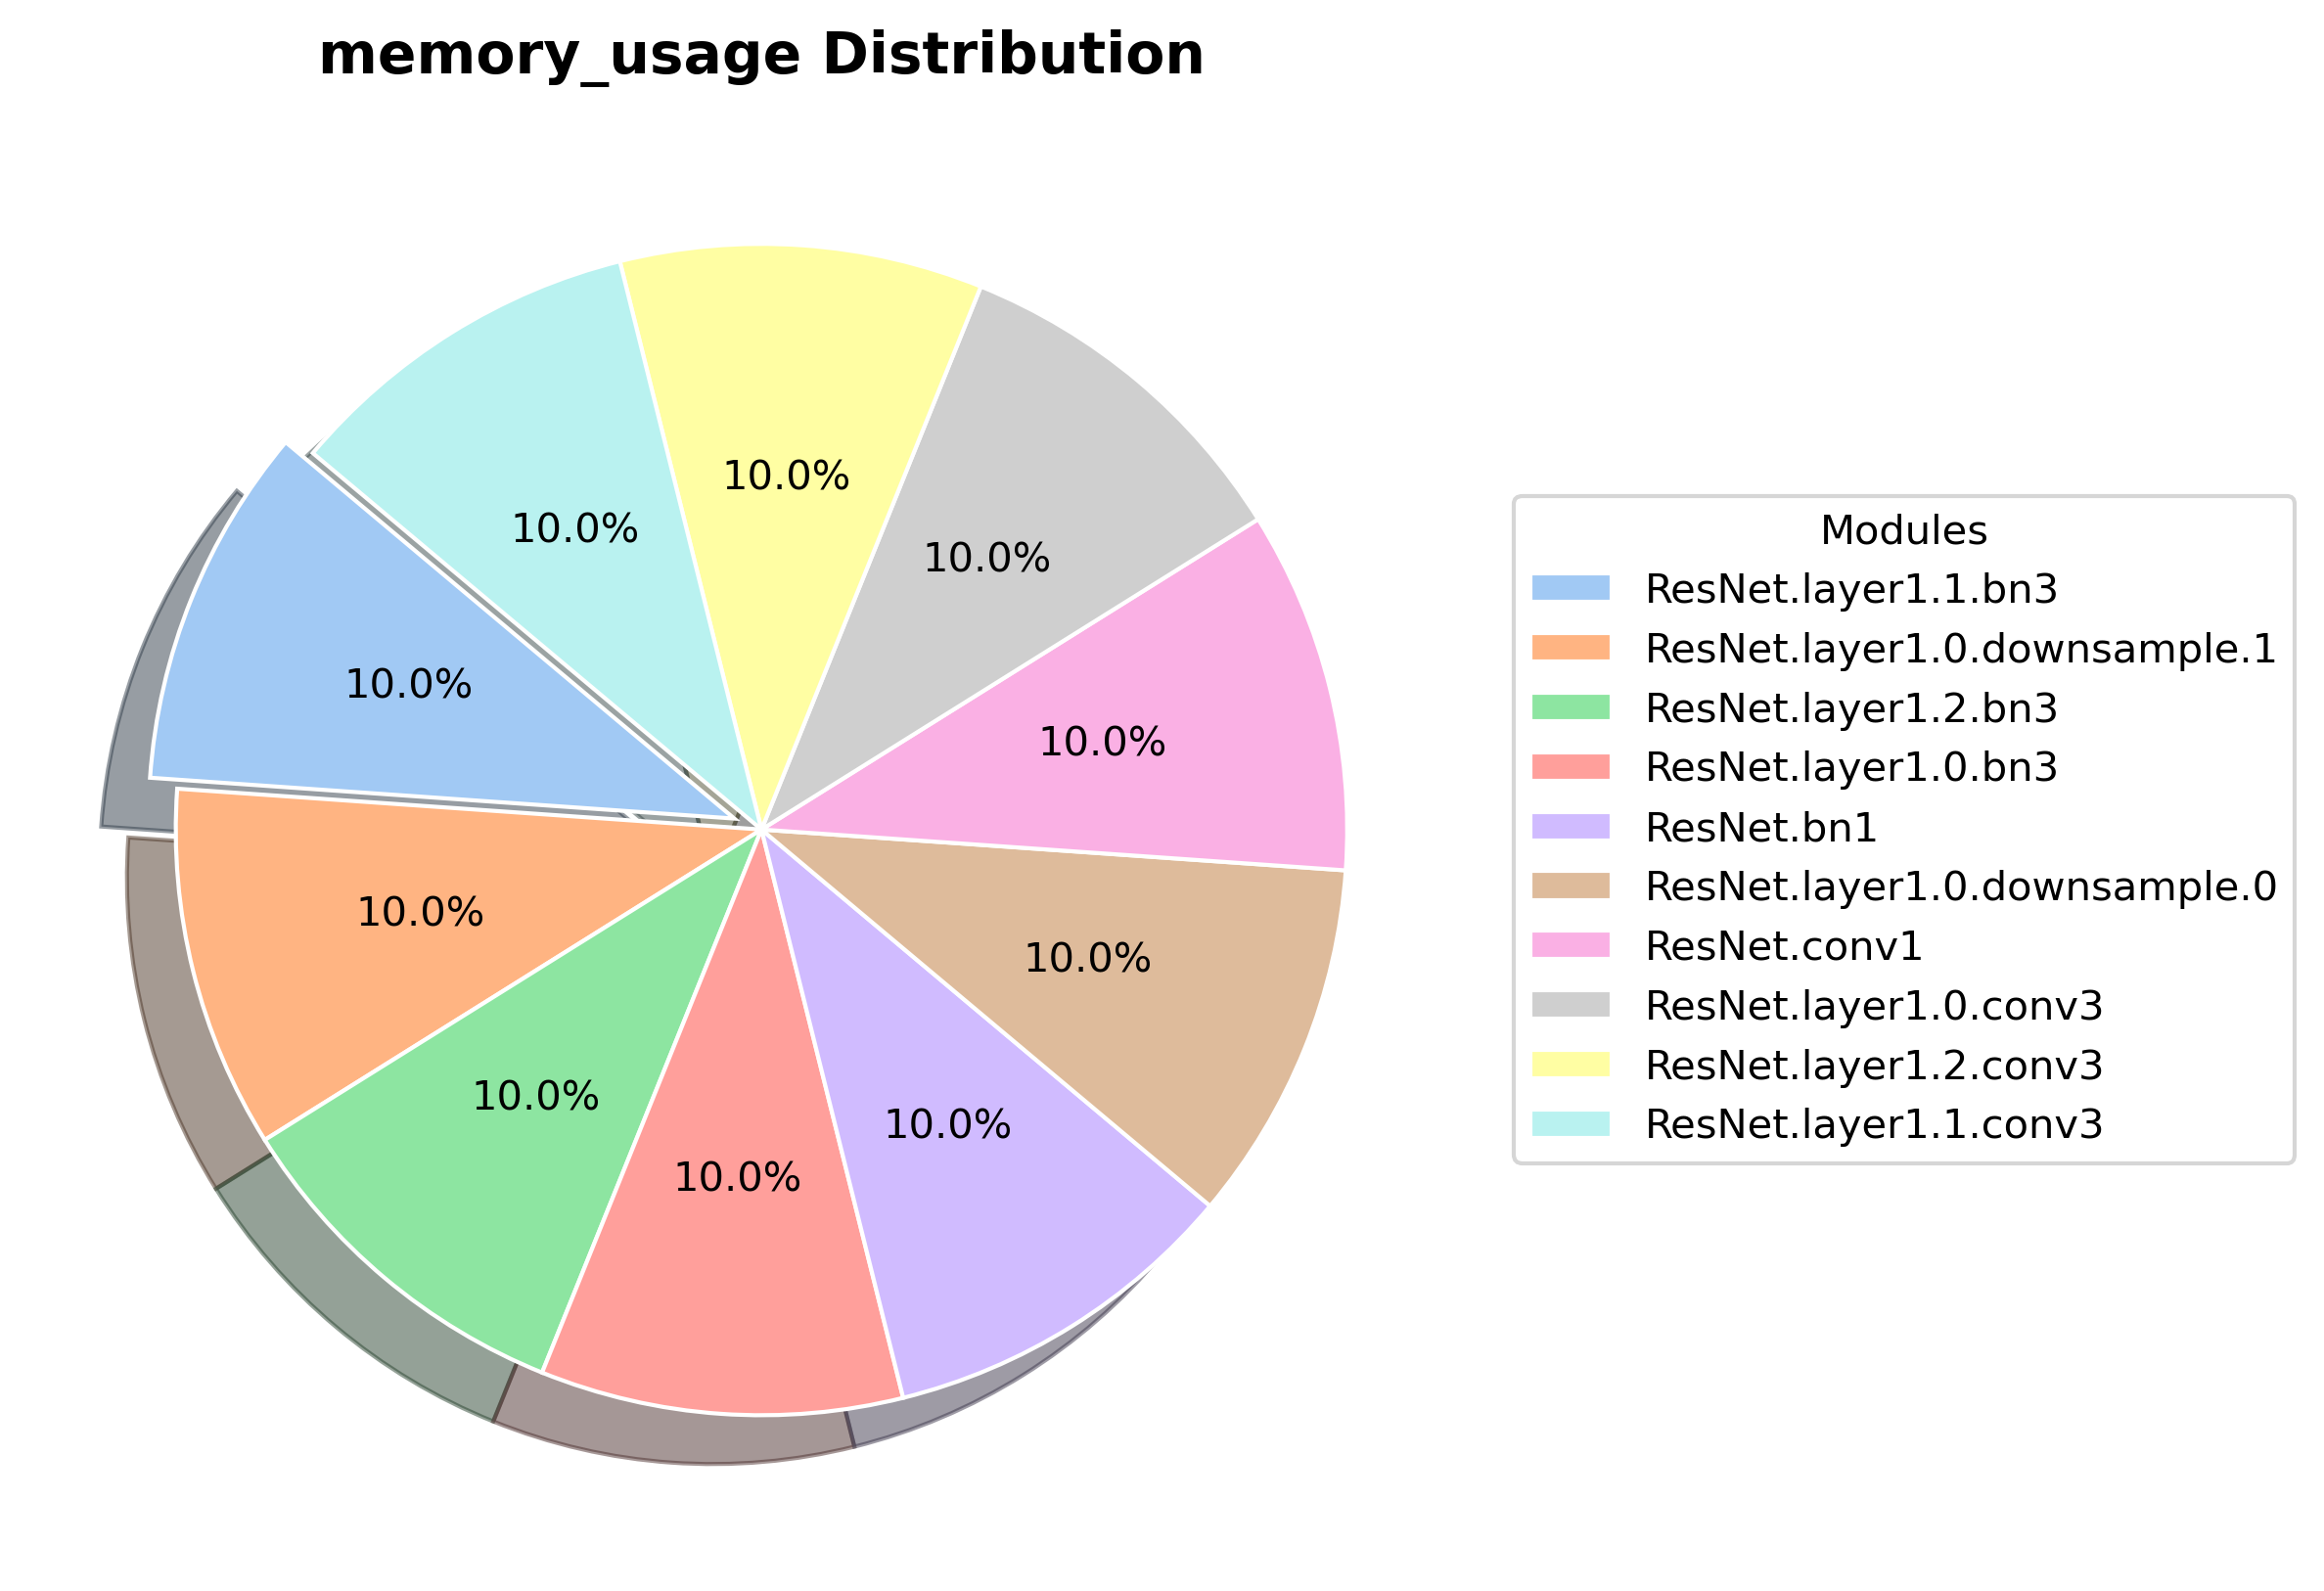 memory_usage Distribution
10.0%
10.0%
10.0%
10.0%
10.0%
10.0%
10.0%
10.0%
10.0%
10.0%
Modules
ResNet.layer1.1.bn3
ResNet.layer1.0.downsample.1
ResNet.layer1.2.bn3
ResNet.layer1.0.bn3
ResNet.bn1
ResNet.layer1.0.downsample.0
ResNet.conv1
ResNet.layer1.0.conv3
ResNet.layer1.2.conv3
ResNet.layer1.1.conv3